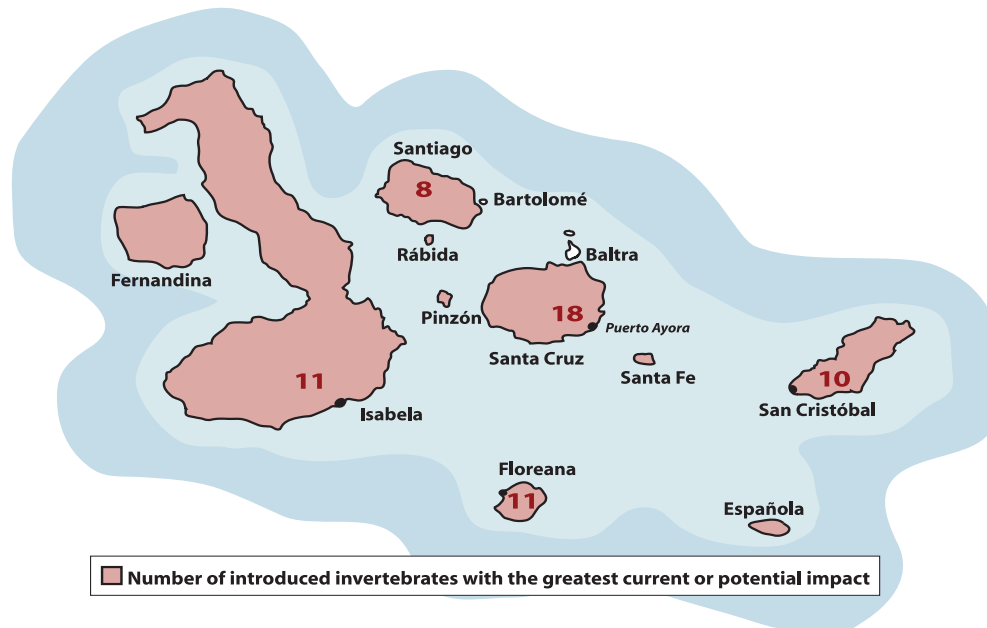 Santiago
8
Bartolomé
Rábida
Baltra
Fernandina
Pinzón
18
Puerto Ayora
Santa Cruz
Santa Fe
11
10
Isabela
San Cristóbal
Floreana
11
Española
Number of introduced invertebrates with the greatest current or potential impact